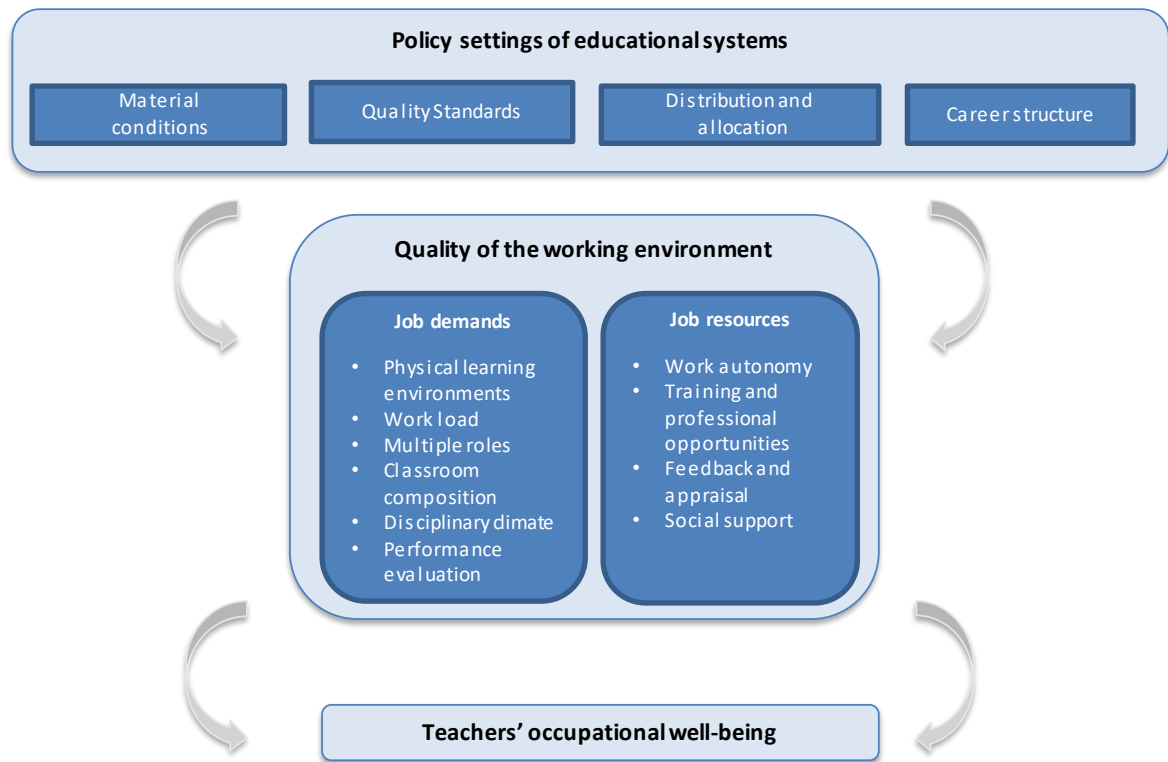 Policy settings of educational systems
Material
conditions
Quality Standards
Distribution and
allocation
Career structure
Quality of the working environment
Job demands
• Physical learning
environments
• Work load
• Multiple roles
• Classroom
composition
• Disciplinary dimate
• Performance
evaluation
Job resources
• Work autonomy
• Training and
professional
opportunities
• Feedback and
appraisal
• Social support
Teachers’ occupational well-being